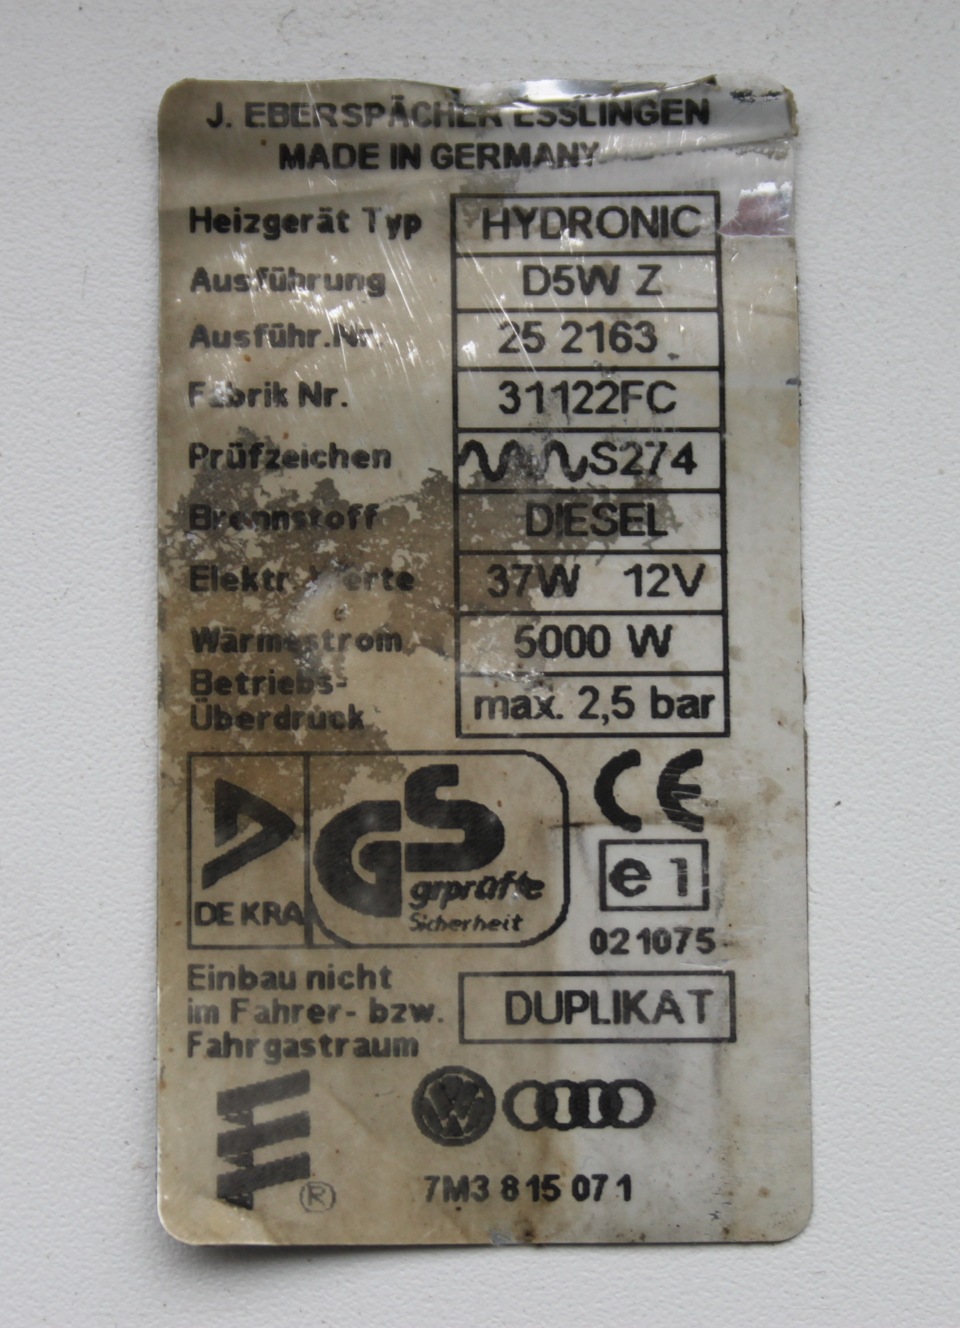 J. EBERSPÄCHER ESSLINGEN
MADE IN GERMANY
Heizgerät Typ HYDRONIC
Ausführung D5W Z
Ausführ.Nr. 25 2163
Fabrik Nr. 31122FC
Prüfzeichen S274
Brennstoff DIESEL
Elektr. Werte 37W 12V
Wärmestrom 5000 W
Betriebs-
Überdruck max. 2,5 bar
DEKRA
GS
geprüfte
Sicherheit
CE
e 1
021075
Einbau nicht
im Fahrer- bzw.
Fahrgastraum
DUPLIKAT
VW
®
7M3 815 071